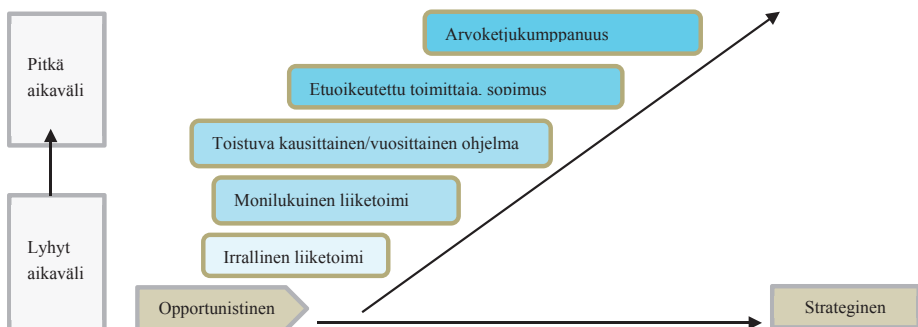 Arvoketjukumppanuus
Pitkä
aikaväli
Etuoikeutettu toimittaja, sopimus
Toistuva kausittainen/vuosittainen ohjelma
Monilukuinen liiketoimi
Lyhyt
aikaväli
Irrallinen liiketoimi
Opportunistinen
Strateginen